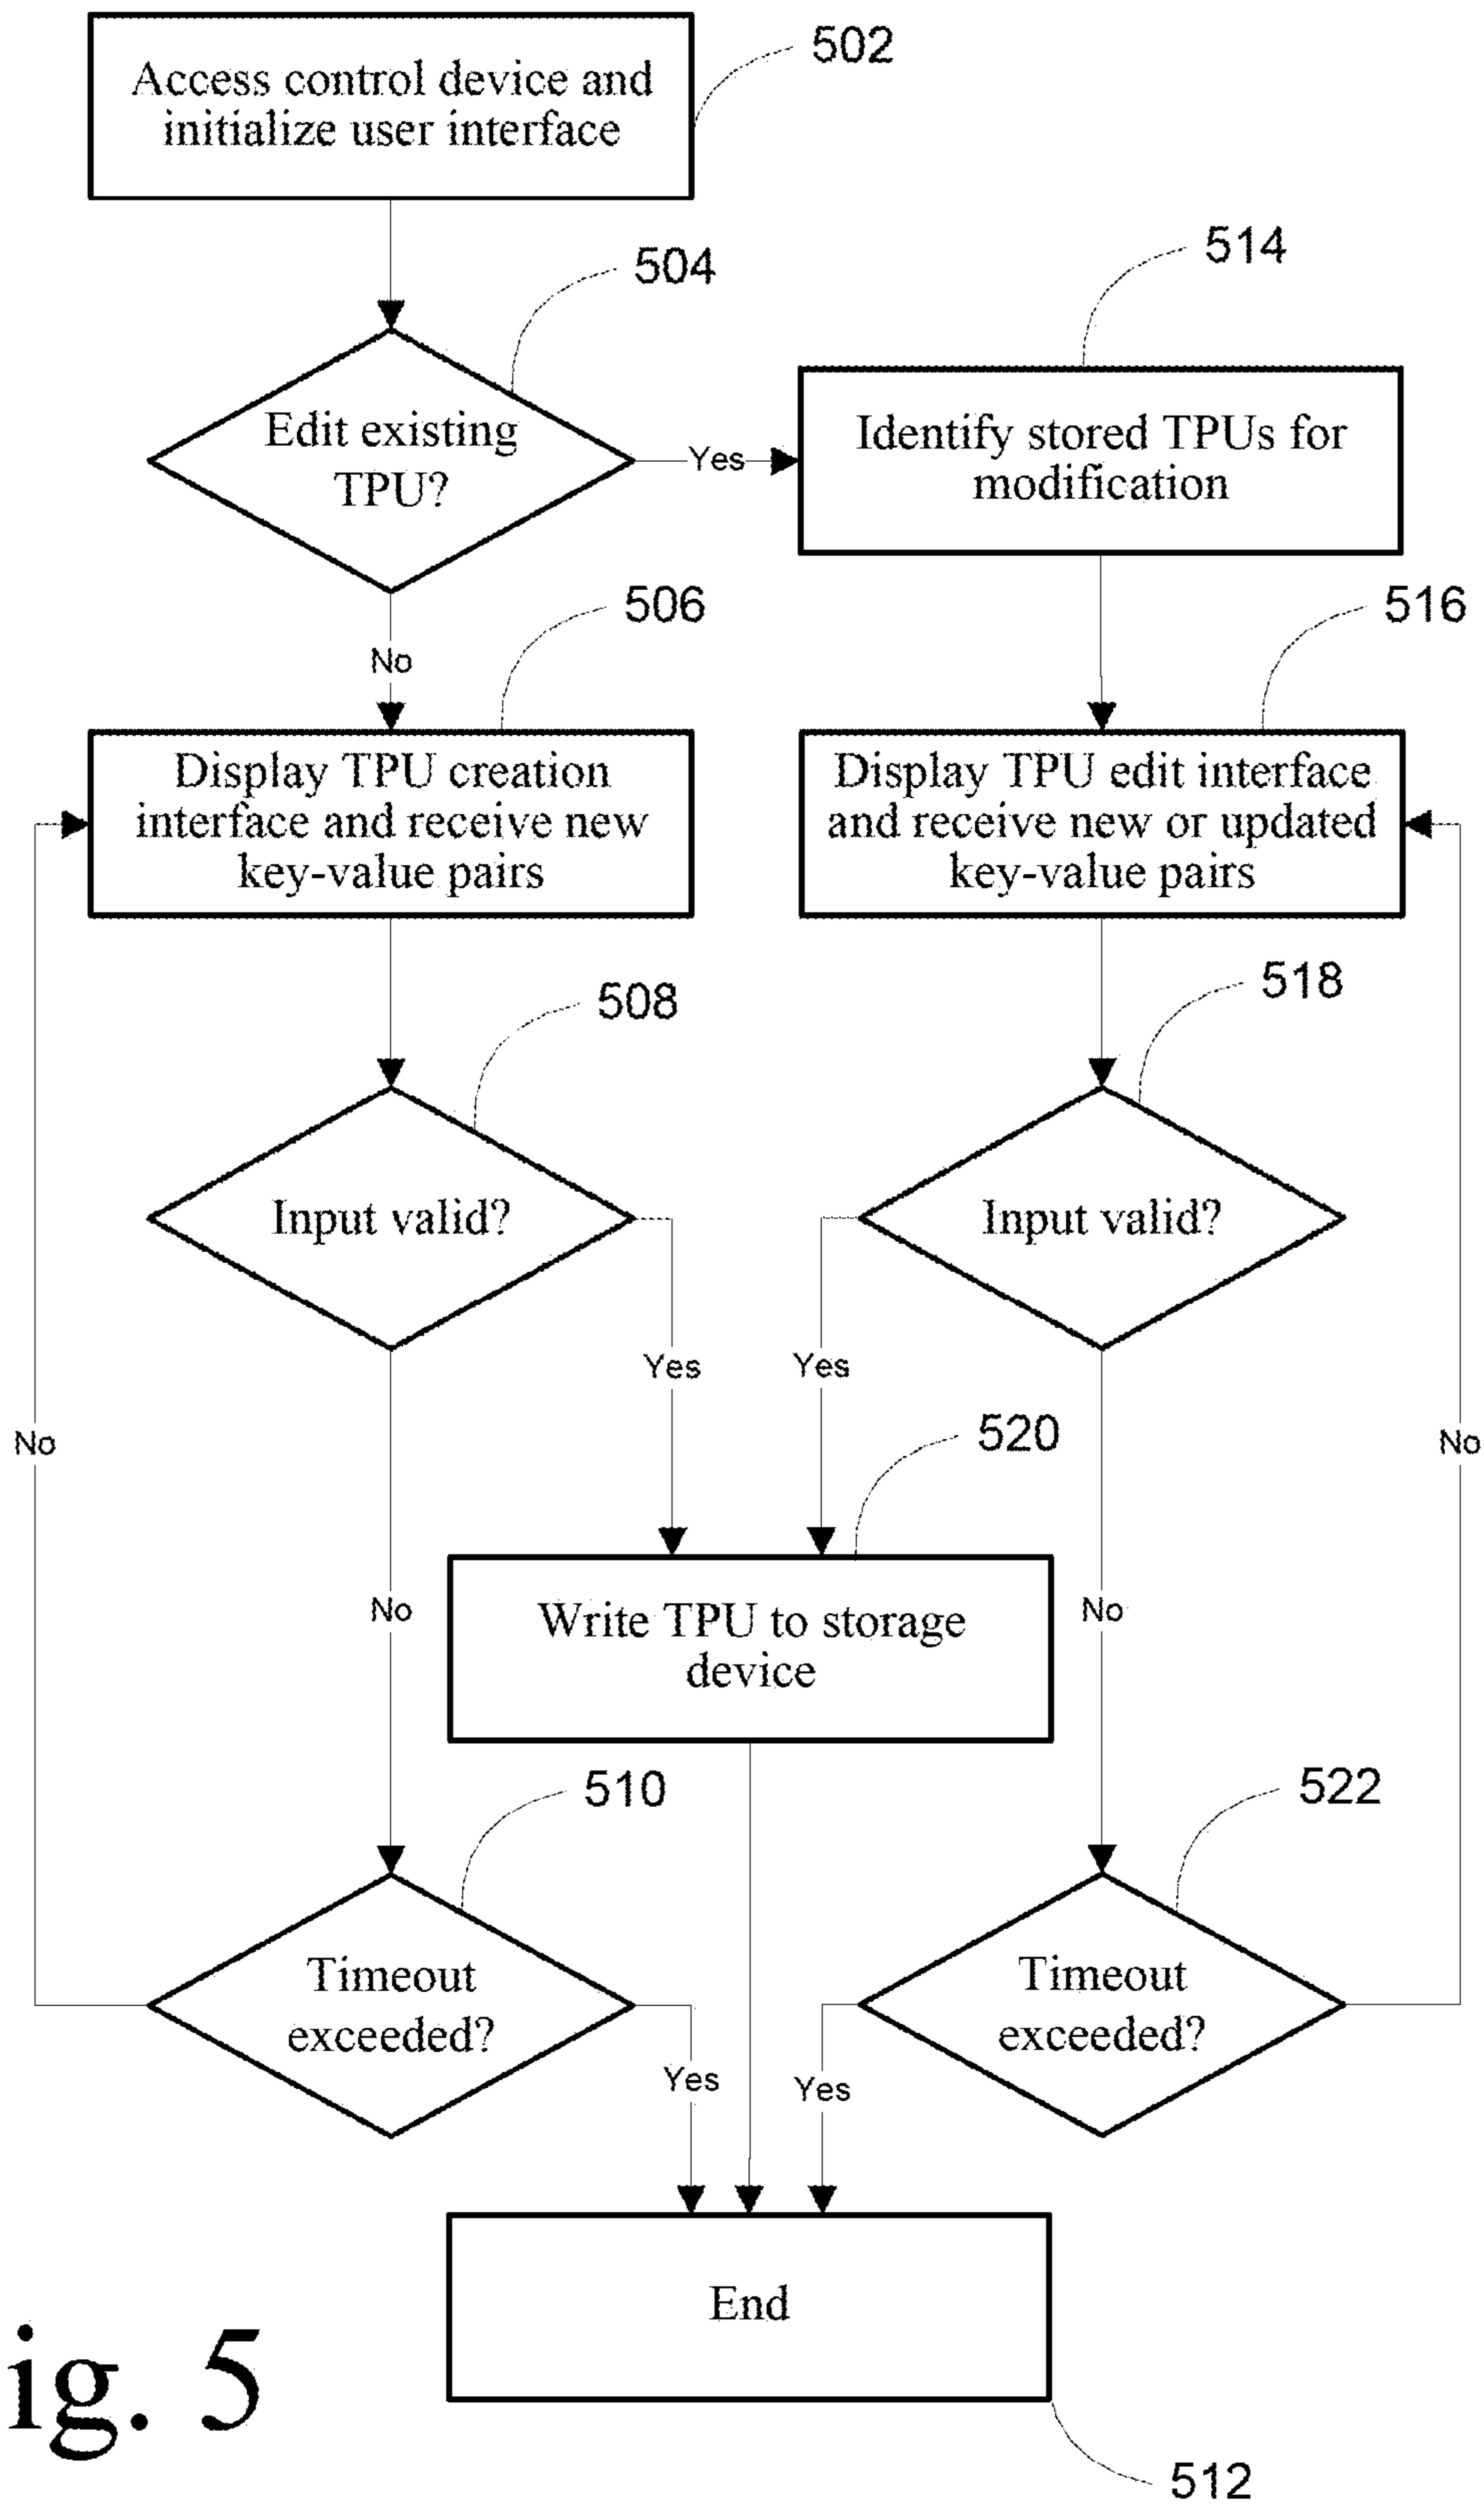 502
Access control device and
initialize user interface
504
514
Edit existing
TPU?
Yes
Identify stored TPUs for
modification
506
516
No
Display TPU creation
interface and receive new
key-value pairs
Display TPU edit interface
and receive new or updated
key-value pairs
508
518
Input valid?
Input valid?
Yes
Yes
520
No
No
No
No
Write TPU to storage
device
510
522
Timeout
exceeded?
Timeout
exceeded?
Yes
Yes
End
ig. 5
512